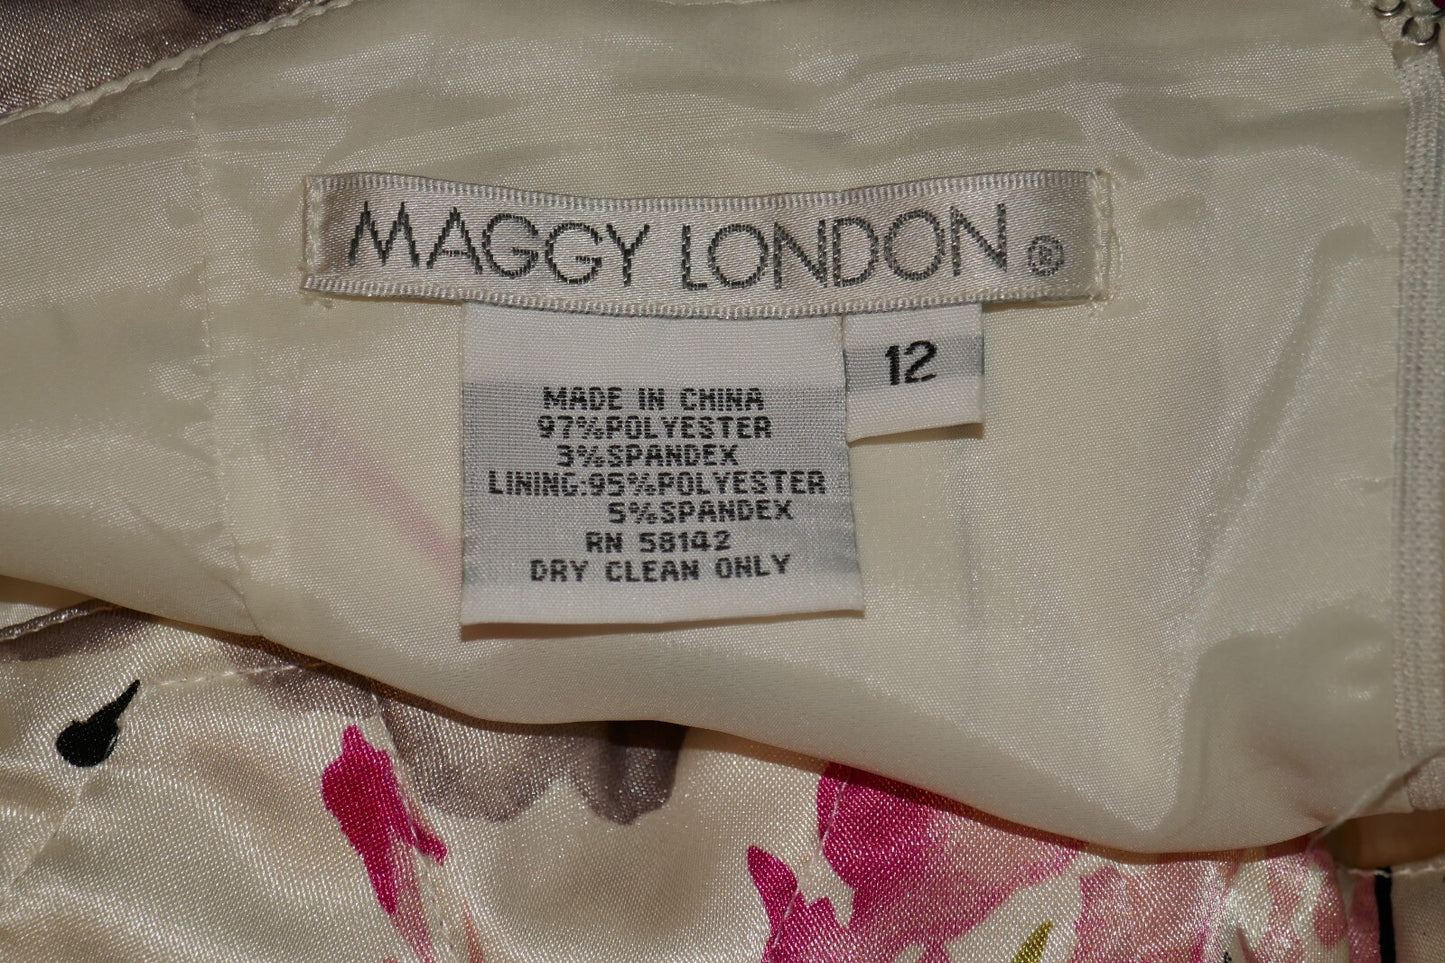 MAGGY LONDON®
12
MADE IN CHINA
97%POLYESTER
3%SPANDEX
LINING:95%POLYESTER
5%SPANDEX
RN 58142
DRY CLEAN ONLY